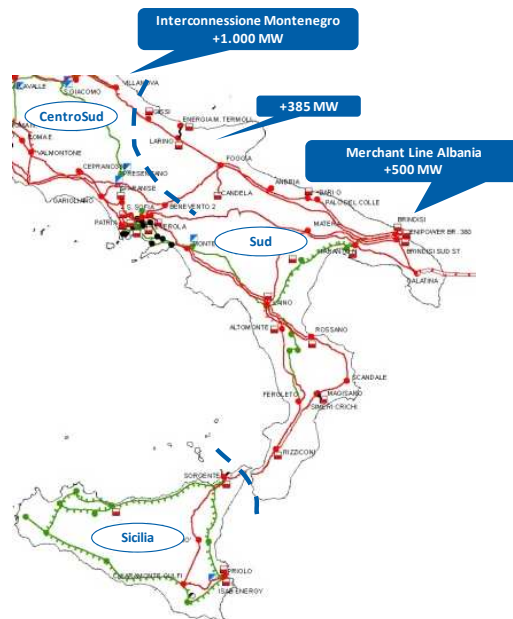 Interconnessione Montenegro
+1.000 MW
VILLANOVA
S.GIACOMO
CentroSud
GISSI
ENERGIA M. TERMOLI
+385 MW
LARINO
VALMONTONE
CEPRANO
PRESENZANO
FOGGIA
Merchant Line Albania
+500 MW
GARIGLIANO
S. SOFIA
BENEVENTO 2
CANDELA
ANDRIA
BARI O
PALO DEL COLLE
PATRIA
Sud
MATERA
BRINDISI
ENIPOWER BR. 380
BRINDISI SUD ST
GALATINA
LAINO
ALTOMONTE
ROSSANO
SCANDALE
FEROLETO
MAGISANO
SIMERI CRICHI
RIZZICONI
SORGENTE
Sicilia
PRIOLO
ISAB ENERGY